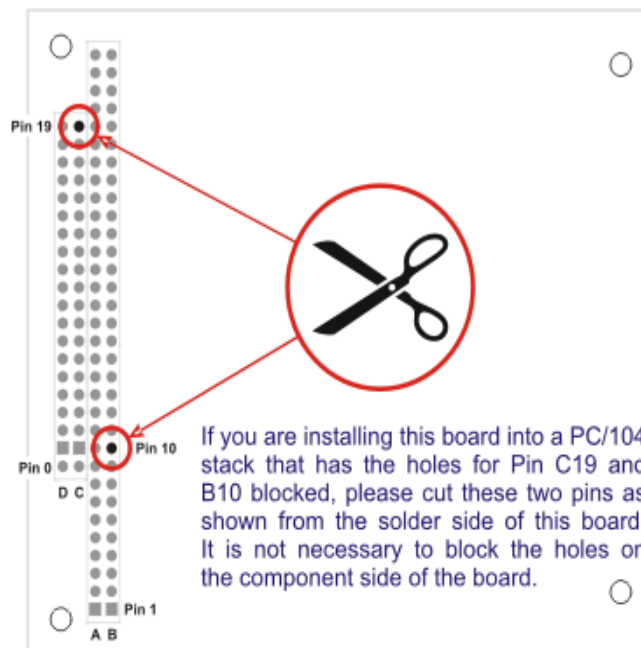 Pin 19
Pin 10
If you are installing this board into a PC/104
stack that has the holes for Pin C19 and
B10 blocked, please cut these two pins as
shown from the solder side of this board.
It is not necessary to block the holes on
the component side of the board.
Pin 0
D C
Pin 1
A B